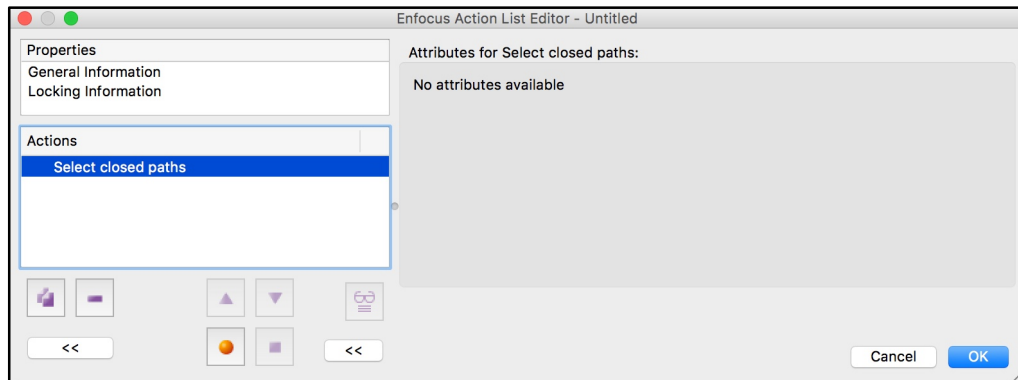 Enfocus Action List Editor - Untitled
Properties
General Information
Locking Information
Actions
Select closed paths
<<
<<
Attributes for Select closed paths:
No attributes available
Cancel
OK